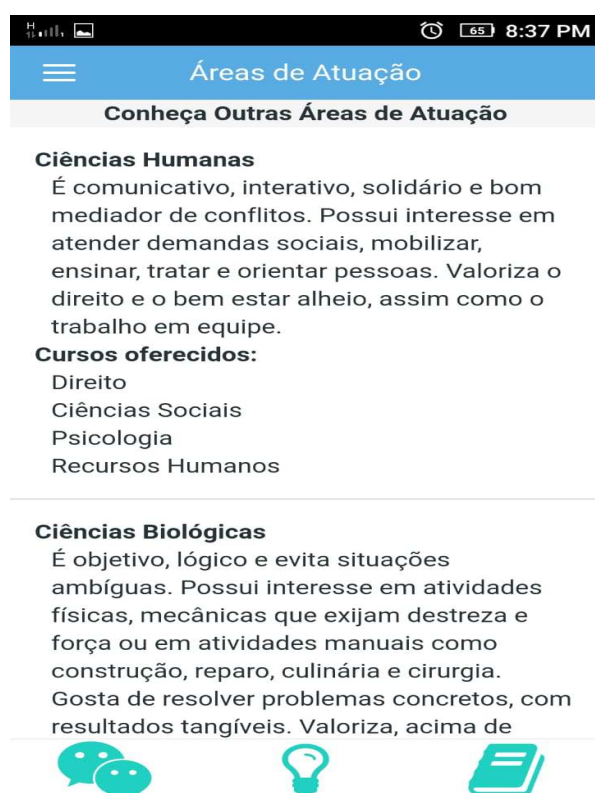 H
65 8:37 PM
Áreas de Atuação
Conheça Outras Áreas de Atuação
Ciências Humanas
É comunicativo, interativo, solidário e bom
mediador de conflitos. Possui interesse em
atender demandas sociais, mobilizar,
ensinar, tratar e orientar pessoas. Valoriza o
direito e o bem estar alheio, assim como o
trabalho em equipe.
Cursos oferecidos:
Direito
Ciências Sociais
Psicologia
Recursos Humanos
Ciências Biológicas
É objetivo, lógico e evita situações
ambíguas. Possui interesse em atividades
físicas, mecânicas que exijam destreza e
força ou em atividades manuais como
construção, reparo, culinária e cirurgia.
Gosta de resolver problemas concretos, com
resultados tangíveis. Valoriza, acima de